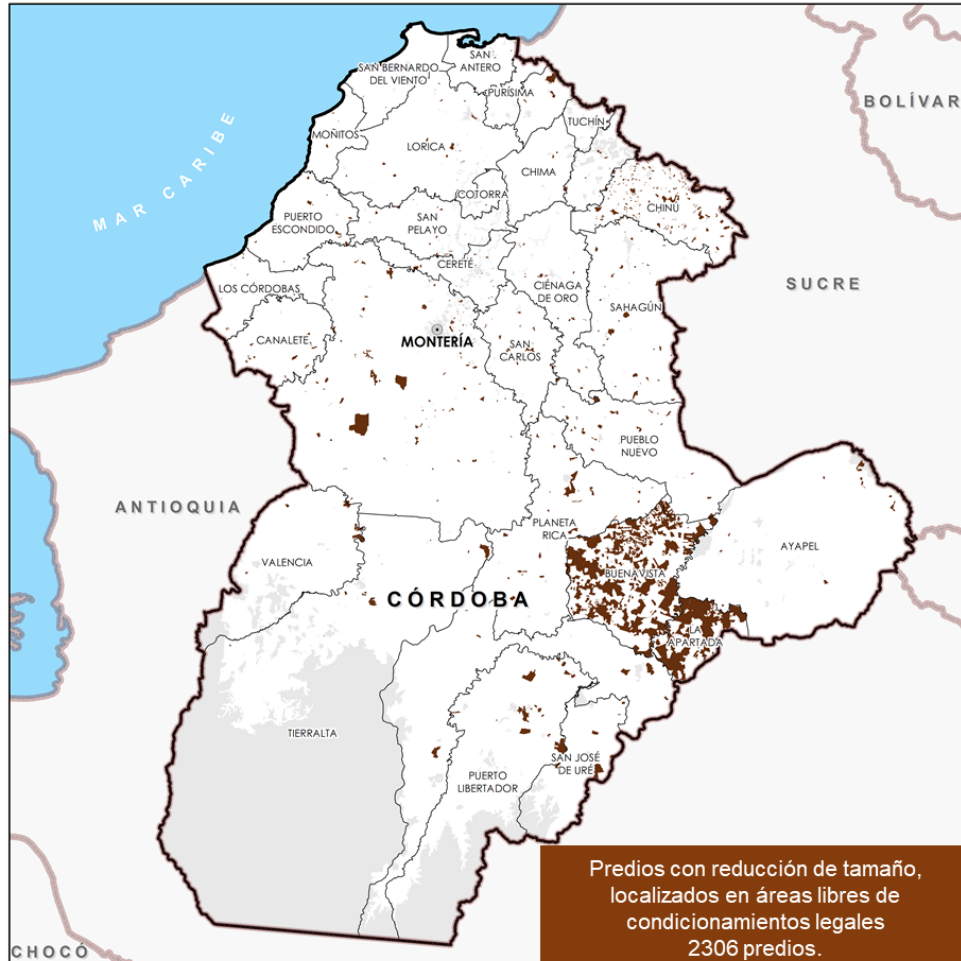 SAN
ANTERO
SAN BERNARDO
DEL VIENTO
PURÍSIMA
BOLÍVAR
TUCHÍN
MOÑITOS
LORICA
CHIMA
MAR CARIBE
COTORRA
CHINÚ
PUERTO
ESCONDIDO
SAN
PELAYO
CERETÉ
SUCRE
LOS CÓRDOBAS
CIÉNAGA
DE ORO
SAHAGÚN
CANALETE
MONTERÍA
SAN
CARLOS
PUEBLO
NUEVO
ANTIOQUIA
PLANETA
RICA
AYAPEL
VALENCIA
BUENAVISTA
CÓRDOBA
LA
APARTADA
TIERRALTA
SAN JOSÉ
DE URÉ
PUERTO
LIBERTADOR
CHOCÓ
Predios con reducción de tamaño,
localizados en áreas libres de
condicionamientos legales
2306 predios.